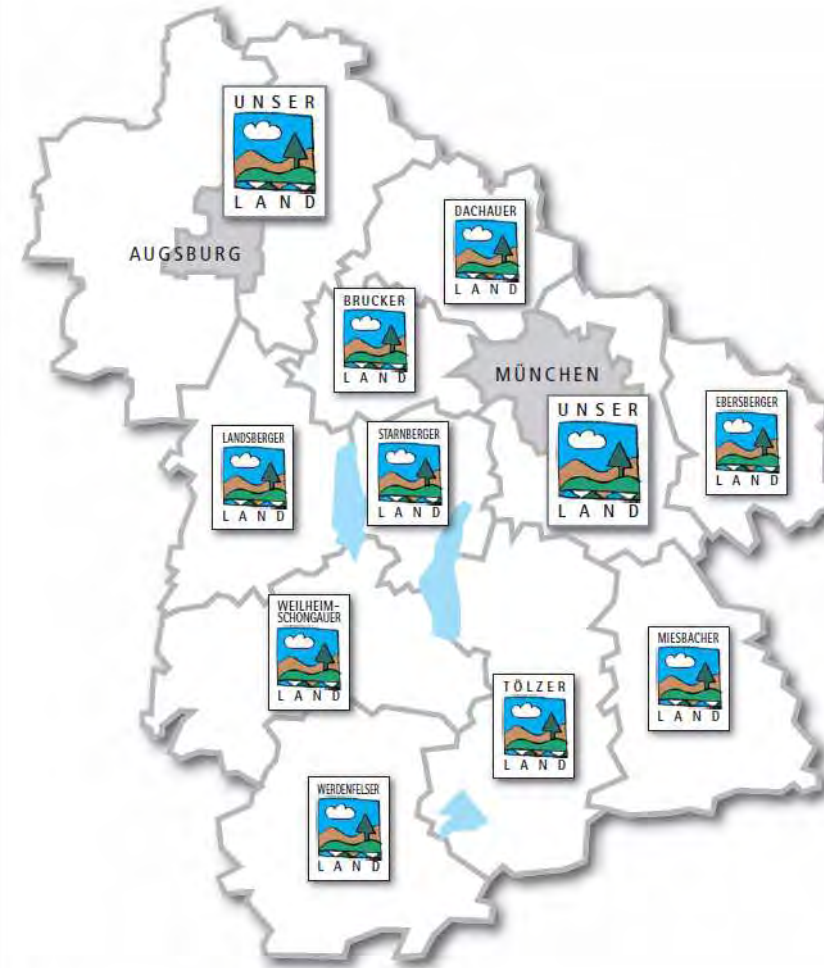 UNSER
LAND
AUGSBURG
DACHAUER
LAND
BRUCKER
LAND
MÜNCHEN
UNSER
LAND
EBERSBERGER
LAND
LANDSBERGER
LAND
STARNBERGER
LAND
WEILHEIM-
SCHONGAUER
LAND
MIESBACHER
LAND
TÖLZER
LAND
WERDENFELSER
LAND